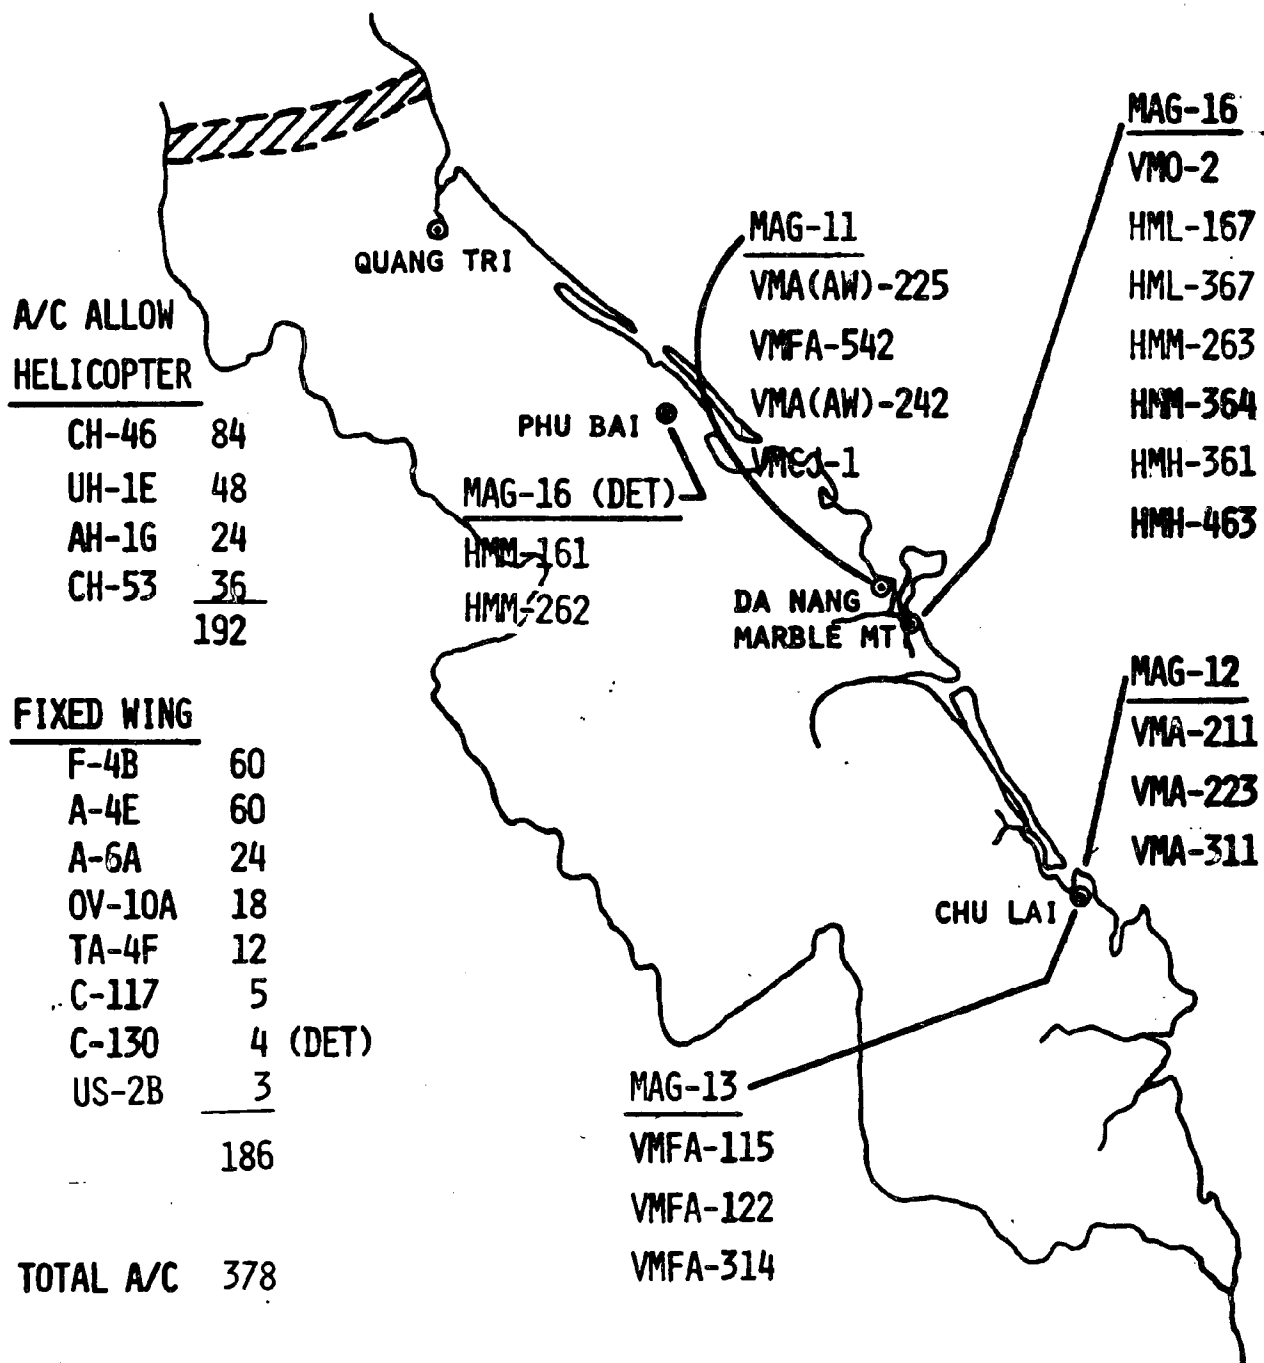 MAG-16
VMO-2
HML-167
HML-367
HMM-263
HMM-364
HMH-361
HMH-463
MAG-11
VMA(AW)-225
VMFA-542
VMA(AW)-242
VMCJ-1
QUANG TRI
PHU BAI
MAG-16 (DET)
HMM-161
HMM-262
DA NANG
MARBLE MT
MAG-12
VMA-211
VMA-223
VMA-311
CHU LAI
MAG-13
VMFA-115
VMFA-122
VMFA-314
A/C ALLOW
HELICOPTER
CH-46 84
UH-1E 48
AH-1G 24
CH-53 36
192
FIXED WING
F-4B 60
A-4E 60
A-6A 24
OV-10A 18
TA-4F 12
C-117 5
C-130 4 (DET)
US-2B 3
186
TOTAL A/C 378